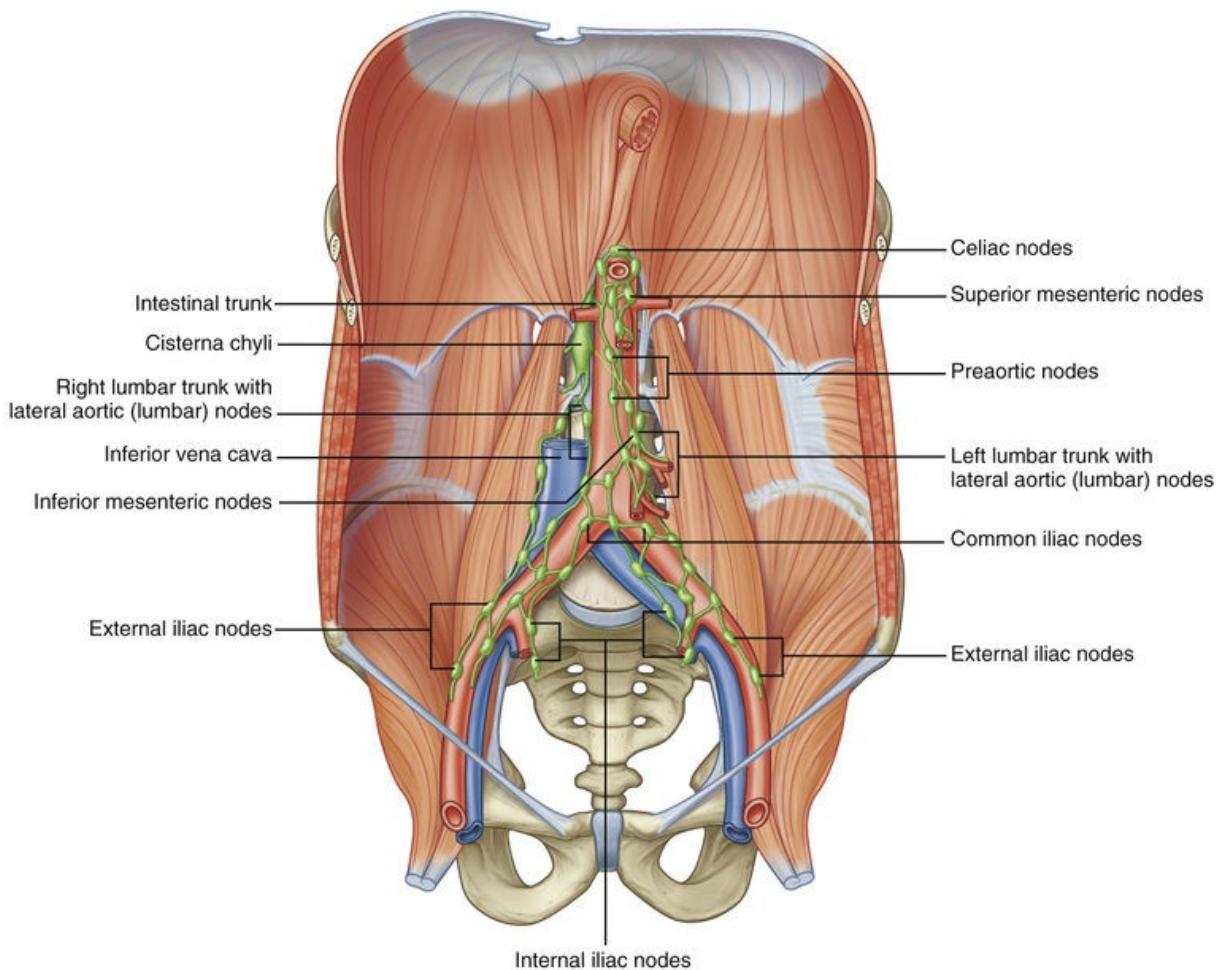 Celiac nodes
Superior mesenteric nodes
Intestinal trunk
Cisterna chyli
Preaortic nodes
Right lumbar trunk with
lateral aortic (lumbar) nodes
Inferior vena cava
Left lumbar trunk with
lateral aortic (lumbar) nodes
Inferior mesenteric nodes
Common iliac nodes
External iliac nodes
External iliac nodes
Internal iliac nodes